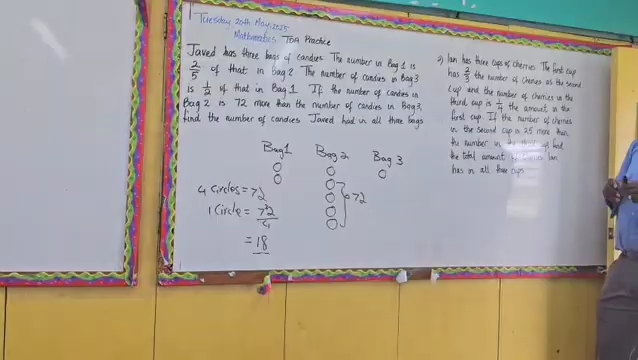 Tuesday 20th May, 2025
Mathematics TDA Practice
Javed has three bags of candies. The number in Bag 1 is
2/5 of that in bag 2 The number of candies in Bag 3
is 1/2 of that in Bag 1 If the number of candies in
Bag 2 is 72 more than the number of candies in Bag 3,
find the number of candies Javed had in all three bags
Bag 1 Bag 2 Bag 3
4 Circles = 72
72
1 Circle = 72/4
= 18
2) Ian has three cups of cherries. The first cup
has 2/3 the number of cherries as the second
cup and the number of cherries in the
third cup is 1/4 the amount in the
first cup. If the number of cherries
in the second cup is 25 more than
the number in the find
the total amount of Ian
has in all three cups